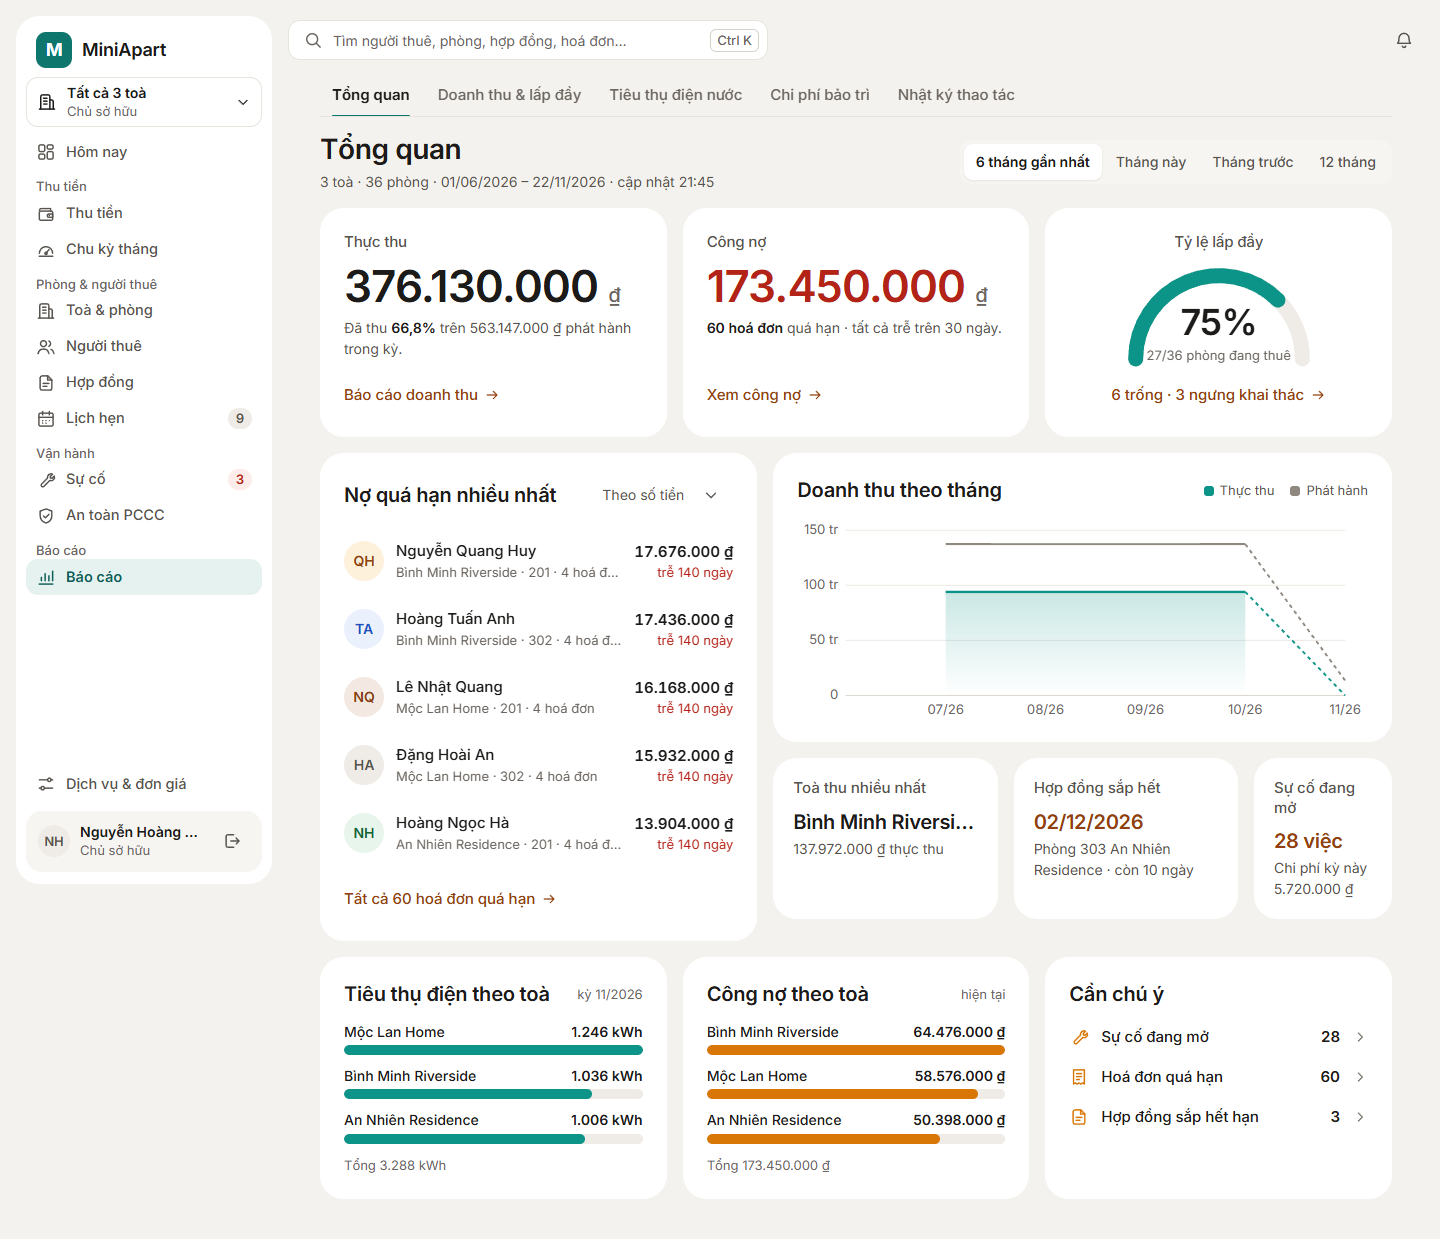 M MiniApart
Tất cả 3 toà
Chủ sở hữu
Hôm nay
Thu tiền
Thu tiền
Chu kỳ tháng
Phòng & người thuê
Toà & phòng
Người thuê
Hợp đồng
Lịch hẹn 9
Vận hành
Sự cố 3
An toàn PCCC
Báo cáo
Báo cáo
Dịch vụ & đơn giá
NH Nguyễn Hoàng ...
Chủ sở hữu
Tìm người thuê, phòng, hợp đồng, hoá đơn... Ctrl K
Tổng quan Doanh thu & lấp đầy Tiêu thụ điện nước Chi phí bảo trì Nhật ký thao tác
Tổng quan
3 toà · 36 phòng · 01/06/2026 – 22/11/2026 · cập nhật 21:45
6 tháng gần nhất Tháng này Tháng trước 12 tháng
Thực thu
376.130.000 ₫
Đã thu 66,8% trên 563.147.000 ₫ phát hành
trong kỳ.
Báo cáo doanh thu →
Công nợ
173.450.000 ₫
60 hoá đơn quá hạn · tất cả trễ trên 30 ngày.
Xem công nợ →
Tỷ lệ lấp đầy
75%
27/36 phòng đang thuê
6 trống · 3 ngưng khai thác →
Nợ quá hạn nhiều nhất Theo số tiền
QH Nguyễn Quang Huy 17.676.000 ₫
Bình Minh Riverside · 201 · 4 hoá đ... trễ 140 ngày
TA Hoàng Tuấn Anh 17.436.000 ₫
Bình Minh Riverside · 302 · 4 hoá đ... trễ 140 ngày
NQ Lê Nhật Quang 16.168.000 ₫
Mộc Lan Home · 201 · 4 hoá đơn trễ 140 ngày
HA Đặng Hoài An 15.932.000 ₫
Mộc Lan Home · 302 · 4 hoá đơn trễ 140 ngày
NH Hoàng Ngọc Hà 13.904.000 ₫
An Nhiên Residence · 201 · 4 hoá đ... trễ 140 ngày
Tất cả 60 hoá đơn quá hạn →
Doanh thu theo tháng Thực thu Phát hành
150 tr
100 tr
50 tr
0
07/26 08/26 09/26 10/26 11/26
Toà thu nhiều nhất
Bình Minh Riversi...
137.972.000 ₫ thực thu
Hợp đồng sắp hết
02/12/2026
Phòng 303 An Nhiên
Residence · còn 10 ngày
Sự cố đang
mở
28 việc
Chi phí kỳ này
5.720.000 ₫
Tiêu thụ điện theo toà kỳ 11/2026
Mộc Lan Home 1.246 kWh
Bình Minh Riverside 1.036 kWh
An Nhiên Residence 1.006 kWh
Tổng 3.288 kWh
Công nợ theo toà hiện tại
Bình Minh Riverside 64.476.000 ₫
Mộc Lan Home 58.576.000 ₫
An Nhiên Residence 50.398.000 ₫
Tổng 173.450.000 ₫
Cần chú ý
Sự cố đang mở 28
Hoá đơn quá hạn 60
Hợp đồng sắp hết hạn 3